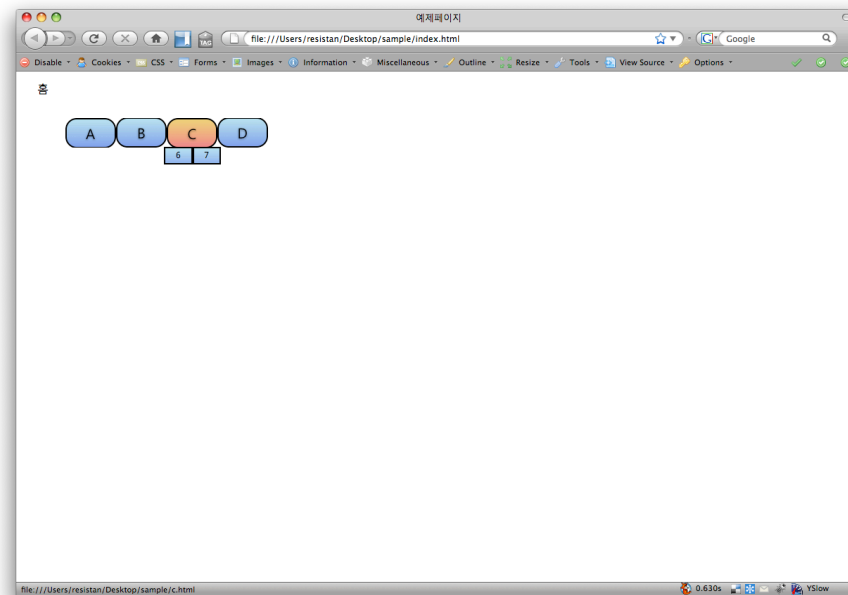 예제페이지
TAG
file:///Users/resistan/Desktop/sample/index.html
G Google
Disable Cookies CSS Forms Images Information Miscellaneous Outline Resize Tools View Source Options
홈
A B C D
6 7
file:///Users/resistan/Desktop/sample/c.html
0.630s YSlow